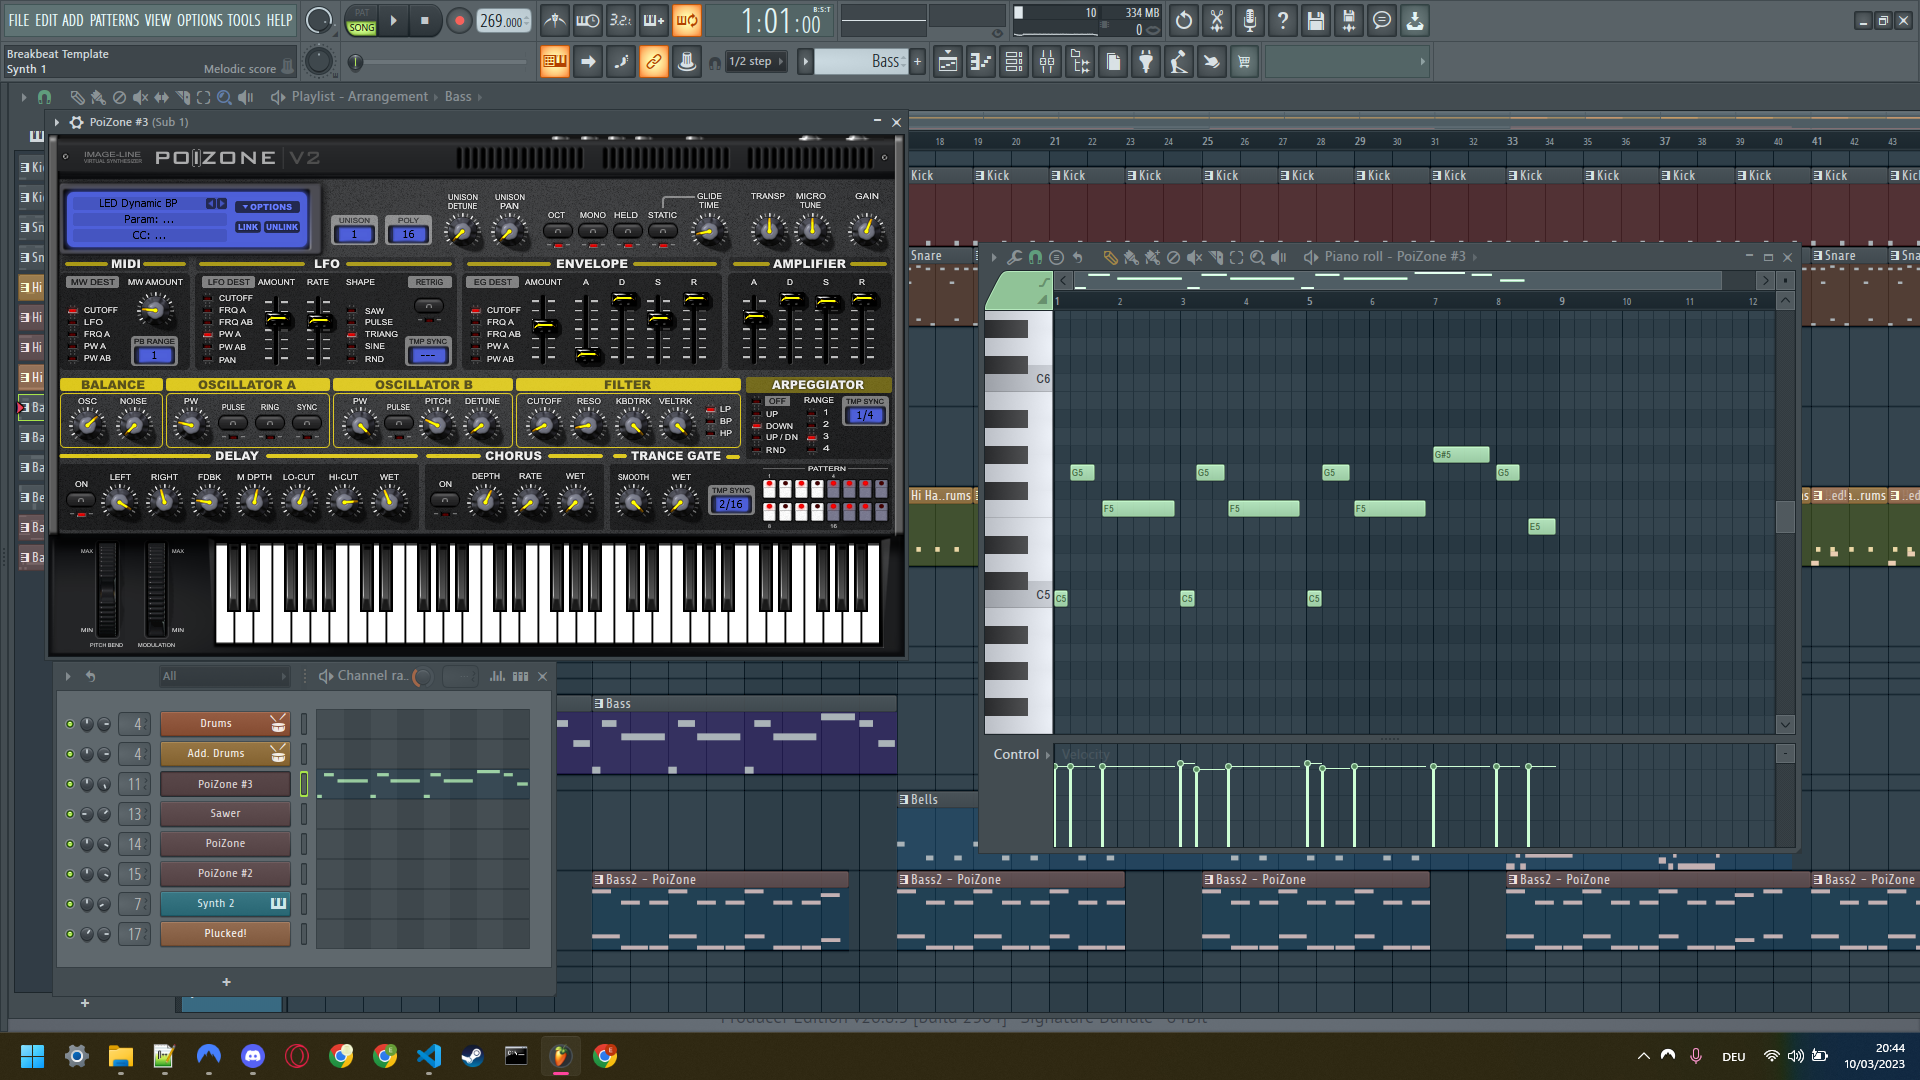 FILE EDIT ADD PATTERNS VIEW OPTIONS TOOLS HELP
PAT
SONG
269.000
3.2
1:01:00
B:S:T
10
334 MB
0
Breakbeat Template
Synth 1
Melodic score
1/2 step
Bass
+
Playlist - Arrangement
Bass
PoiZone #3 (Sub 1)
IMAGE-LINE
VIRTUAL SYNTHESIZER
POIZONE V2
LED Dynamic BP
Param: ...
CC: ...
OPTIONS
LINK
UNLINK
UNISON
1
POLY
16
UNISON DETUNE
UNISON PAN
OCT
MONO
HELD
STATIC
GLIDE TIME
TRANSP
MICRO TUNE
GAIN
MIDI
LFO
ENVELOPE
AMPLIFIER
MW DEST
MW AMOUNT
CUTOFF
LFO
FRQ A
PW A
PW AB
PB RANGE
1
LFO DEST
AMOUNT
RATE
SHAPE
RETRIG
CUTOFF
FRQ A
FRQ AB
PW A
PW AB
PAN
SAW
PULSE
TRIANG
SINE
RND
TMP SYNC
---
EG DEST
AMOUNT
A
D
S
R
CUTOFF
FRQ A
FRQ AB
PW A
PW AB
A
D
S
R
BALANCE
OSCILLATOR A
OSCILLATOR B
FILTER
ARPEGGIATOR
OSC
NOISE
PW
PULSE
RING
SYNC
PW
PULSE
PITCH
DETUNE
CUTOFF
RESO
KBDTRK
VELTRK
LP
BP
HP
OFF
UP
DOWN
UP / DN
RND
RANGE
1
2
3
4
TMP SYNC
1/4
DELAY
CHORUS
TRANCE GATE
ON
LEFT
RIGHT
FDBK
M DPTH
LO-CUT
HI-CUT
WET
ON
DEPTH
RATE
WET
SMOOTH
WET
TMP SYNC
2/16
PATTERN
MAX
MAX
MIN
MIN
PITCH BEND
MODULATION
18 19 20 21 22 23 24 25 26 27 28 29 30 31 32 33 34 35 36 37 38 39 40 41 42 43
Kick
Kick
Kick
Kick
Kick
Kick
Kick
Kick
Kick
Kick
Kick
Kick
Kick
Snare
Snare
Hi Ha..rums
..ed!a..rums
Piano roll - PoiZone #3
1 2 3 4 5 6 7 8 9 10 11 12
C6
C5
G5
G5
G5
G#5
G5
F5
F5
F5
E5
C5
C5
C5
Control
Velocity
All
Channel ra..
4
Drums
4
Add. Drums
11
PoiZone #3
13
Sawer
14
PoiZone
15
PoiZone #2
7
Synth 2
17
Plucked!
+
+
Bass
Bells
Bass2 - PoiZone
Bass2 - PoiZone
Bass2 - PoiZone
Bass2 - PoiZone
Bass2 - PoiZone
DEU
20:44
10/03/2023